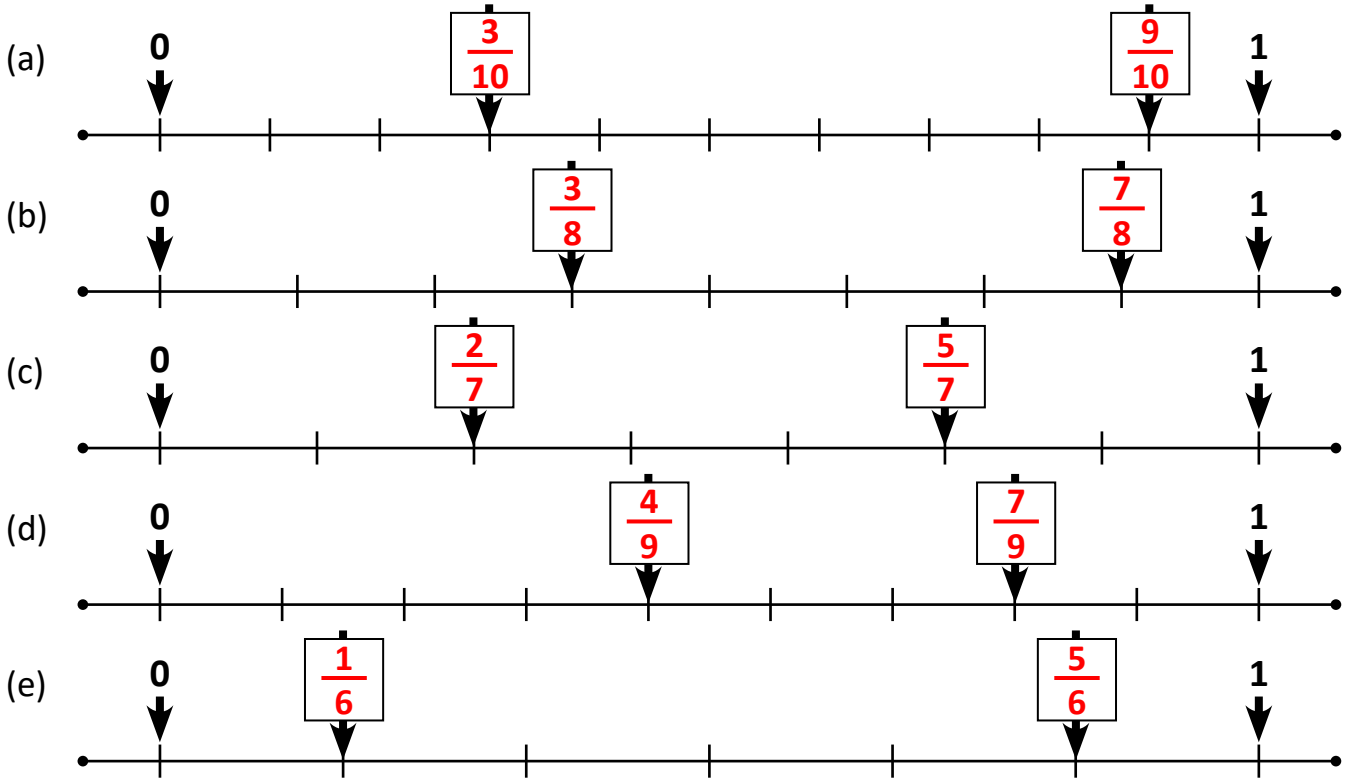 (a) 0 3/10 9/10 1
(b) 0 3/8 7/8 1
(c) 0 2/7 5/7 1
(d) 0 4/9 7/9 1
(e) 0 1/6 5/6 1